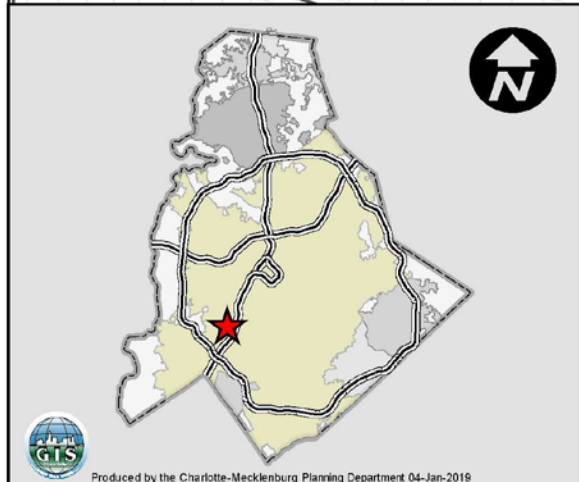 N
GIS
Produced by the Charlotte-Mecklenburg Planning Department 04-Jan-2019